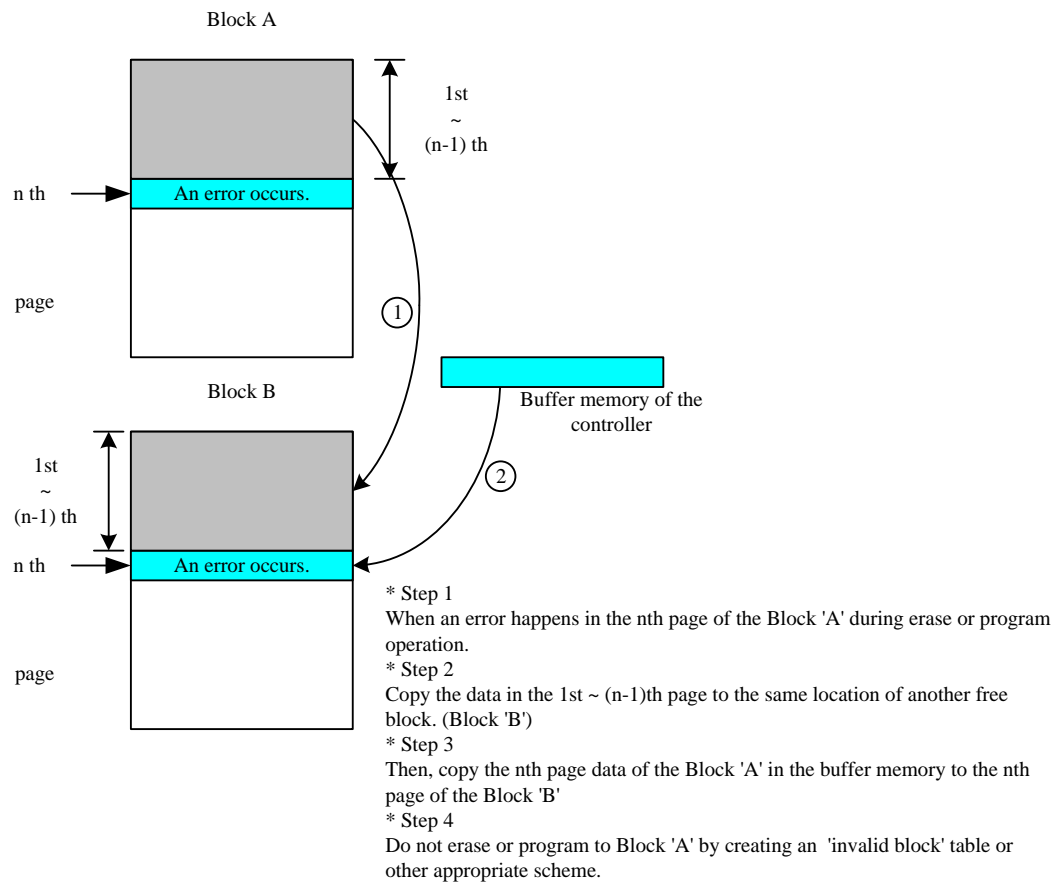 Block A
1st
~
(n-1) th
n th
An error occurs.
page
1
Block B
Buffer memory of the
controller
1st
~
(n-1) th
2
n th
An error occurs.
page
* Step 1
When an error happens in the nth page of the Block 'A' during erase or program
operation.
* Step 2
Copy the data in the 1st ~ (n-1)th page to the same location of another free
block. (Block 'B')
* Step 3
Then, copy the nth page data of the Block 'A' in the buffer memory to the nth
page of the Block 'B'
* Step 4
Do not erase or program to Block 'A' by creating an 'invalid block' table or
other appropriate scheme.